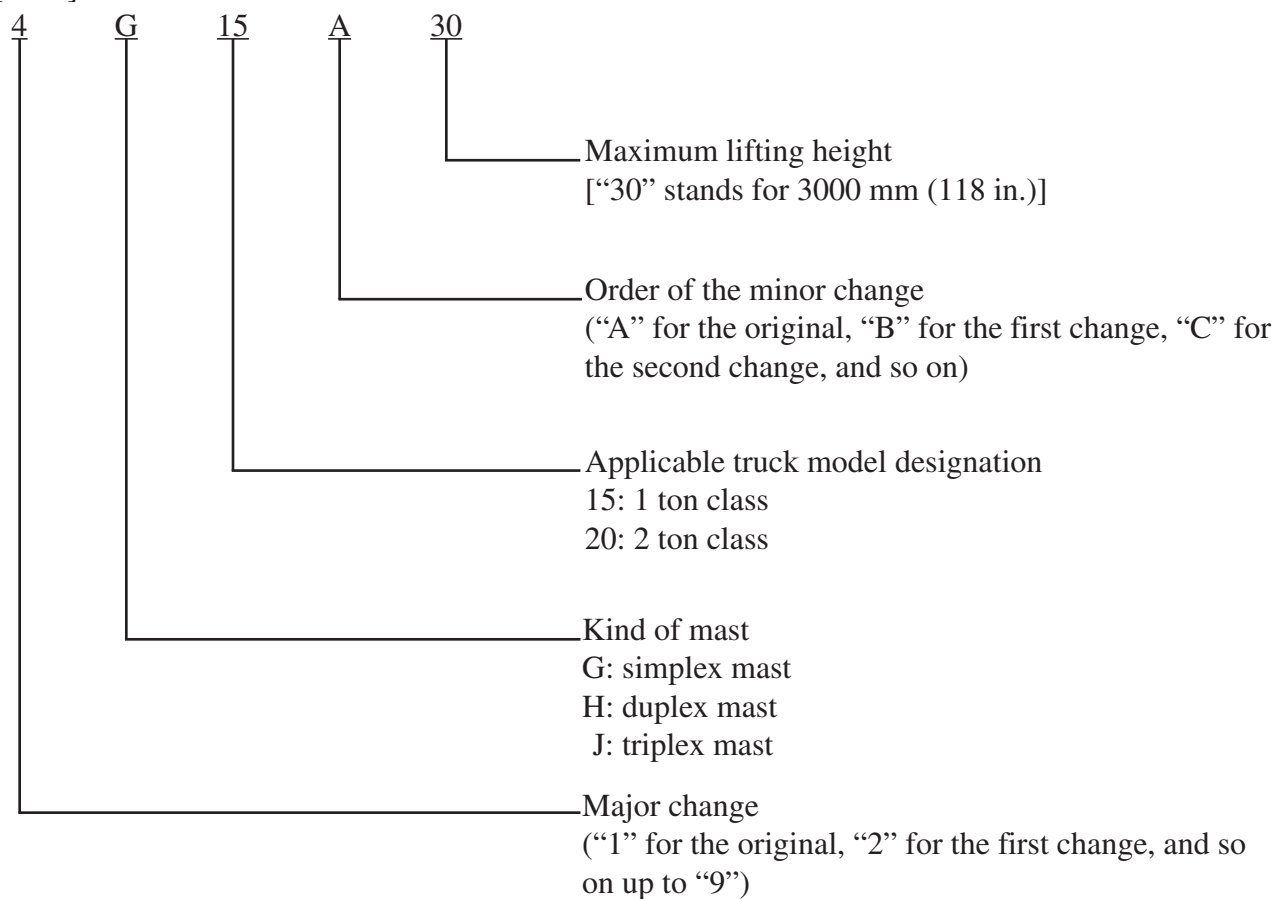 4 G 15 A 30
Maximum lifting height
[“30” stands for 3000 mm (118 in.)]
Order of the minor change
(“A” for the original, “B” for the first change, “C” for
the second change, and so on)
Applicable truck model designation
15: 1 ton class
20: 2 ton class
Kind of mast
G: simplex mast
H: duplex mast
J: triplex mast
Major change
(“1” for the original, “2” for the first change, and so
on up to “9”)